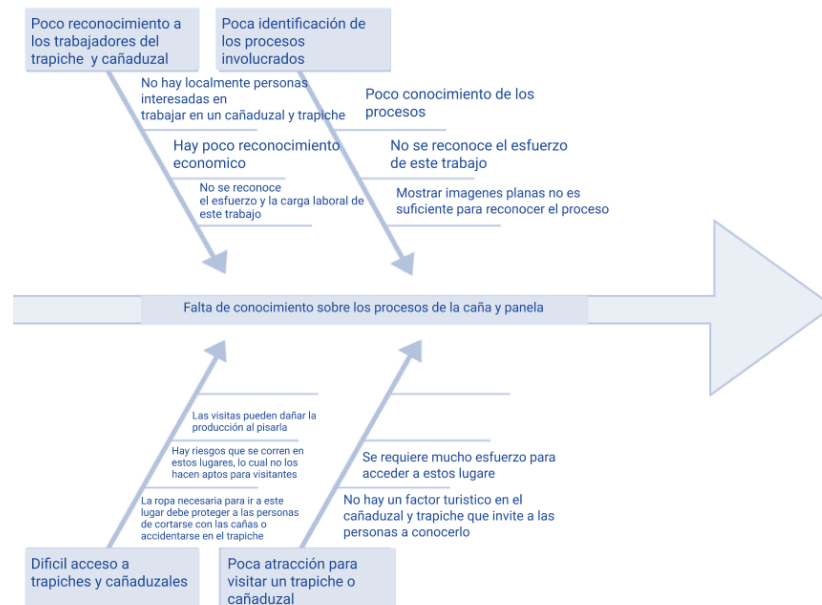 Poco reconocimiento a
los trabajadores del
trapiche y cañaduzal
Poca identificación de
los procesos
involucrados
No hay localmente personas
interesadas en
trabajar en un cañaduzal y trapiche
Hay poco reconocimiento
economico
No se reconoce
el esfuerzo y la carga laboral de
este trabajo
Poco conocimiento de los
procesos
No se reconoce el esfuerzo
de este trabajo
Mostrar imagenes planas no es
suficiente para reconocer el proceso
Falta de conocimiento sobre los procesos de la caña y panela
Las visitas pueden dañar la
producción al pisarla
Hay riesgos que se corren en
estos lugares, lo cual no los
hacen aptos para visitantes
La ropa necesaria para ir a este
lugar debe proteger a las personas
de cortarse con las cañas o
accidentarse en el trapiche
Se requiere mucho esfuerzo para
acceder a estos lugare
No hay un factor turistico en el
cañaduzal y trapiche que invite a las
personas a conocerlo
Dificil acceso a
trapiches y cañaduzales
Poca atracción para
visitar un trapiche o
cañaduzal